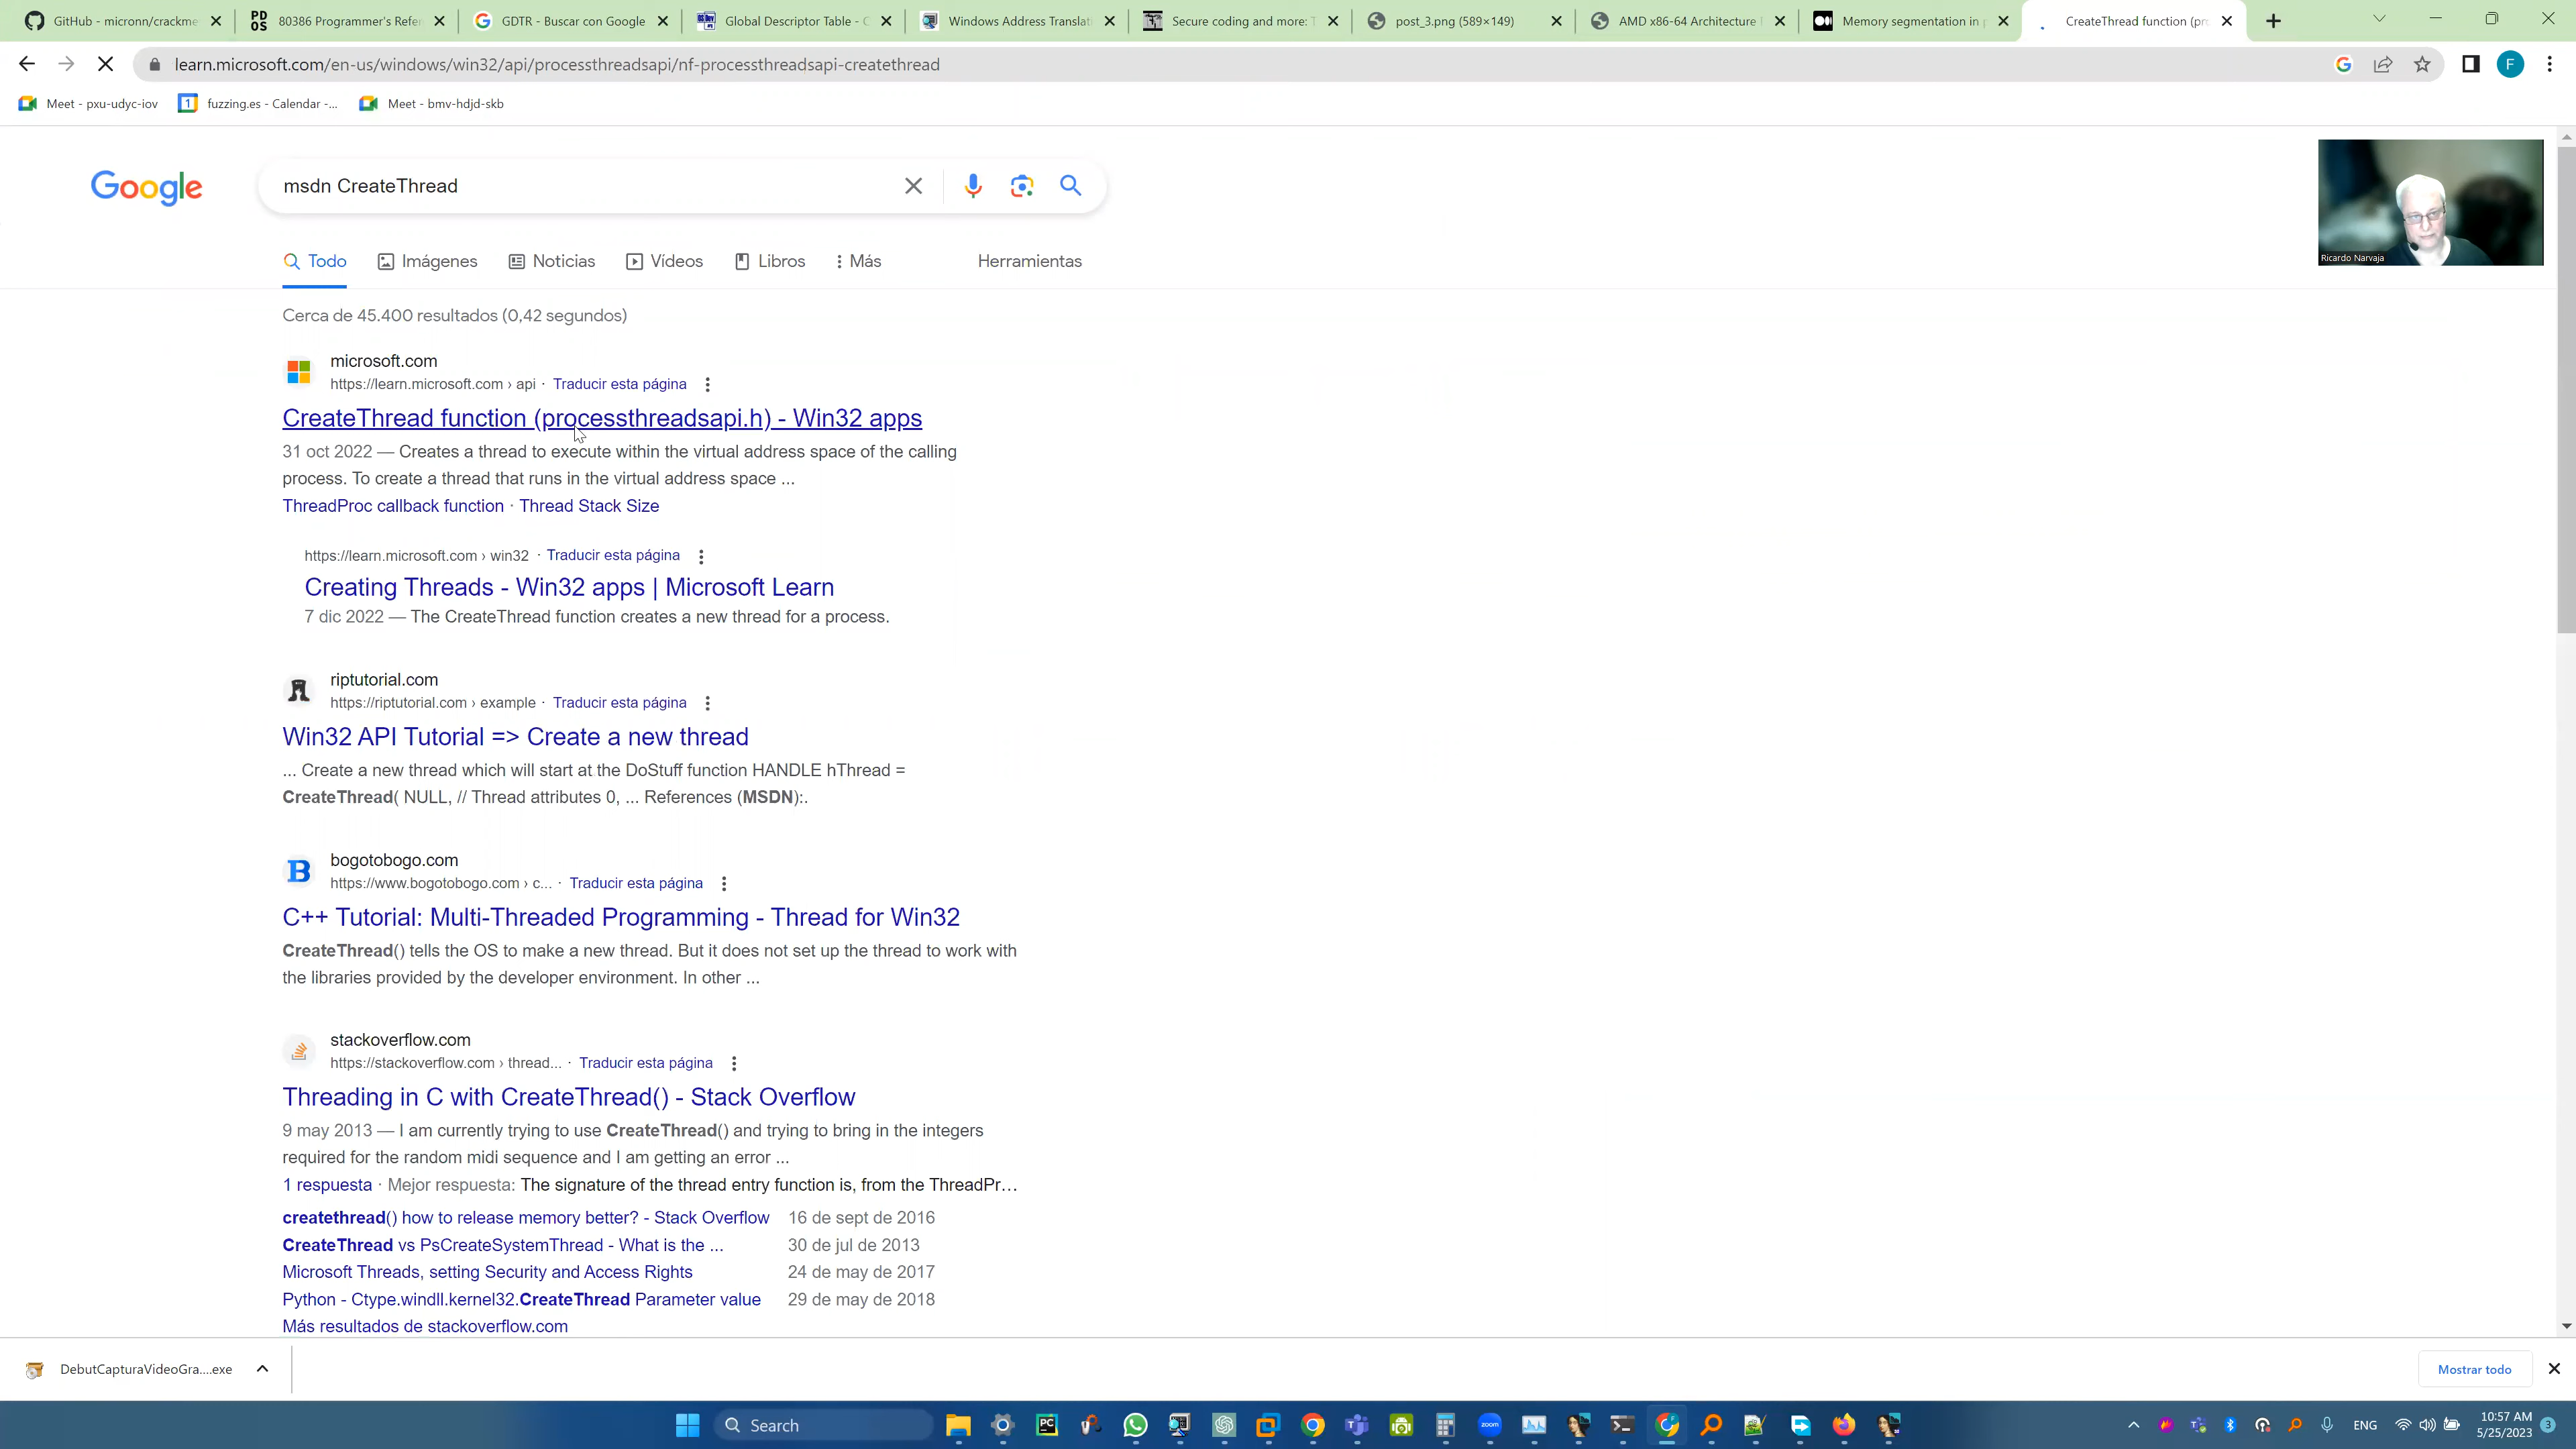 GitHub - micronn/crackme
80386 Programmer's Refer
GDTR - Buscar con Google
Global Descriptor Table - O
Windows Address Translati
Secure coding and more: T
post_3.png (589×149)
AMD x86-64 Architecture
Memory segmentation in p
CreateThread function (pro
learn.microsoft.com/en-us/windows/win32/api/processthreadsapi/nf-processthreadsapi-createthread
F
Meet - pxu-udyc-iov
fuzzing.es - Calendar -...
Meet - bmv-hdjd-skb
Google
msdn CreateThread
Ricardo Narvaja
Todo
Imágenes
Noticias
Vídeos
Libros
Más
Herramientas
Cerca de 45.400 resultados (0,42 segundos)
microsoft.com
https://learn.microsoft.com › api · Traducir esta página
CreateThread function (processthreadsapi.h) - Win32 apps
31 oct 2022 — Creates a thread to execute within the virtual address space of the calling
process. To create a thread that runs in the virtual address space ...
ThreadProc callback function · Thread Stack Size
https://learn.microsoft.com › win32 · Traducir esta página
Creating Threads - Win32 apps | Microsoft Learn
7 dic 2022 — The CreateThread function creates a new thread for a process.
riptutorial.com
https://riptutorial.com › example · Traducir esta página
Win32 API Tutorial => Create a new thread
... Create a new thread which will start at the DoStuff function HANDLE hThread =
CreateThread( NULL, // Thread attributes 0, ... References (MSDN):.
bogotobogo.com
https://www.bogotobogo.com › c... · Traducir esta página
C++ Tutorial: Multi-Threaded Programming - Thread for Win32
CreateThread() tells the OS to make a new thread. But it does not set up the thread to work with
the libraries provided by the developer environment. In other ...
stackoverflow.com
https://stackoverflow.com › thread... · Traducir esta página
Threading in C with CreateThread() - Stack Overflow
9 may 2013 — I am currently trying to use CreateThread() and trying to bring in the integers
required for the random midi sequence and I am getting an error ...
1 respuesta · Mejor respuesta: The signature of the thread entry function is, from the ThreadPr...
createthread() how to release memory better? - Stack Overflow 16 de sept de 2016
CreateThread vs PsCreateSystemThread - What is the ... 30 de jul de 2013
Microsoft Threads, setting Security and Access Rights 24 de may de 2017
Python - Ctype.windll.kernel32.CreateThread Parameter value 29 de may de 2018
Más resultados de stackoverflow.com
DebutCapturaVideoGra....exe
Mostrar todo
Search
ENG
10:57 AM
5/25/2023
3